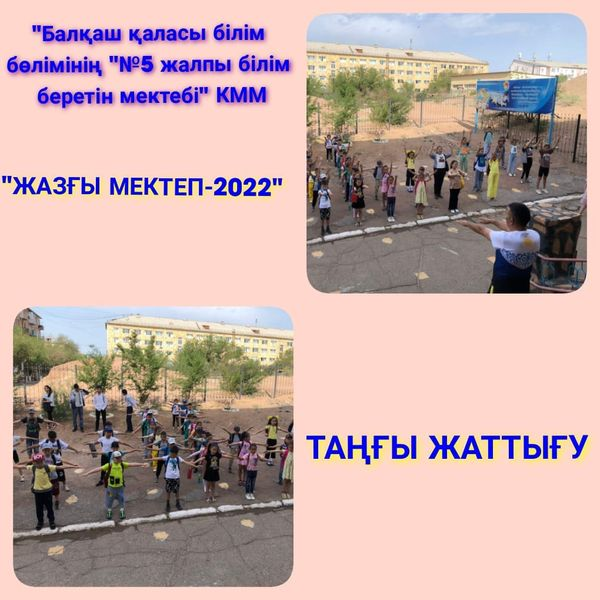 "Балқаш қаласы білім
бөлімінің "№5 жалпы білім
беретін мектебі" КММ
"ЖАЗҒЫ МЕКТЕП-2022"
ТАҢҒЫ ЖАТТЫҒУ